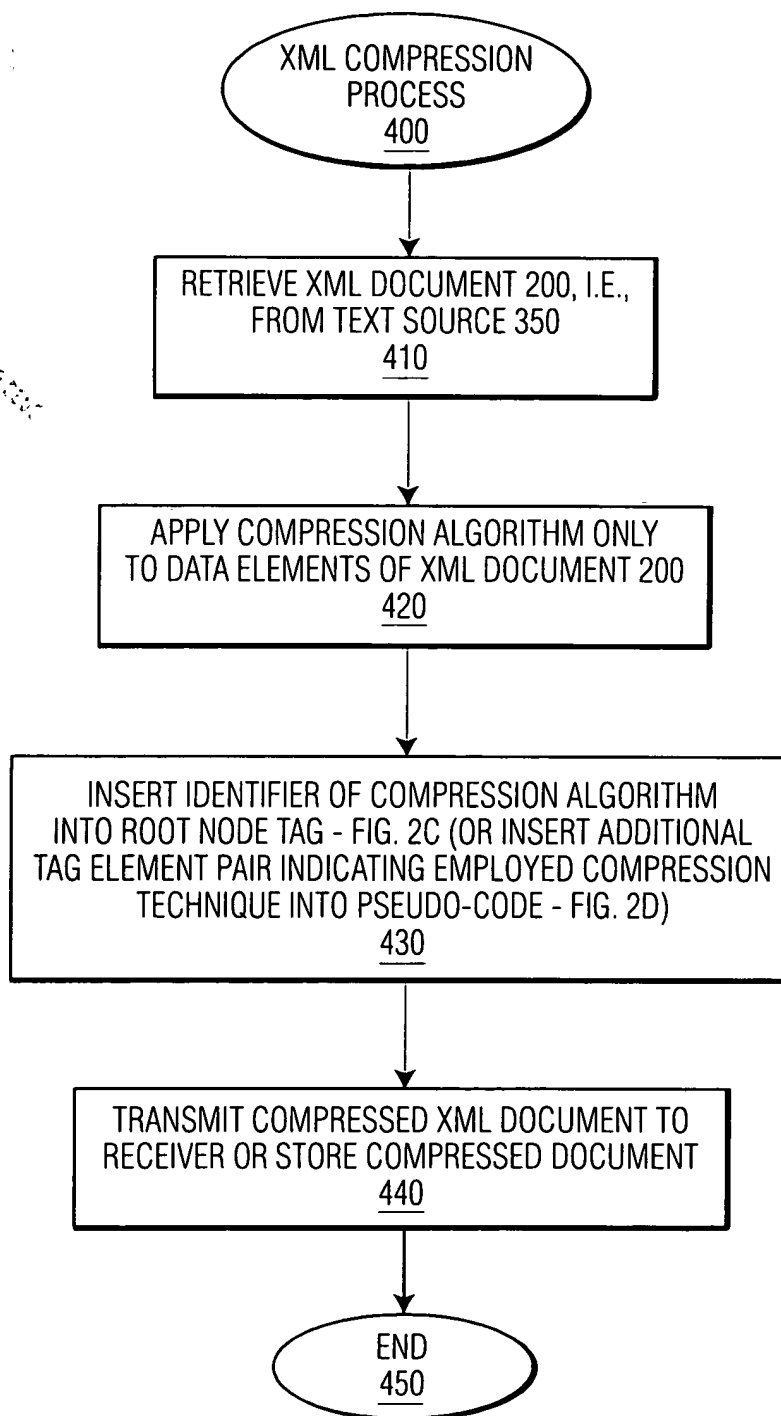 XML COMPRESSION
PROCESS
400
RETRIEVE XML DOCUMENT 200, I.E.,
FROM TEXT SOURCE 350
410
APPLY COMPRESSION ALGORITHM ONLY
TO DATA ELEMENTS OF XML DOCUMENT 200
420
INSERT IDENTIFIER OF COMPRESSION ALGORITHM
INTO ROOT NODE TAG - FIG. 2C (OR INSERT ADDITIONAL
TAG ELEMENT PAIR INDICATING EMPLOYED COMPRESSION
TECHNIQUE INTO PSEUDO-CODE - FIG. 2D)
430
TRANSMIT COMPRESSED XML DOCUMENT TO
RECEIVER OR STORE COMPRESSED DOCUMENT
440
END
450